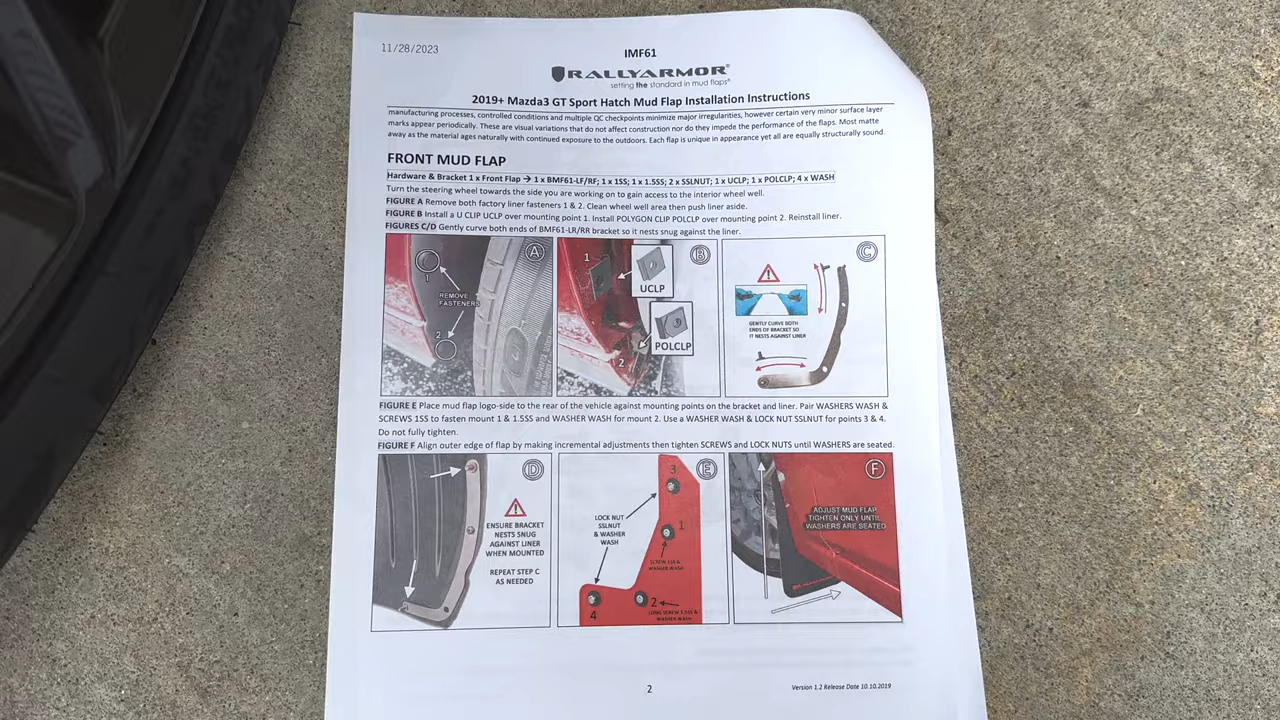 11/28/2023
IMF61
RALLYARMOR®
setting the standard in mud flaps®
2019+ Mazda3 GT Sport Hatch Mud Flap Installation Instructions
manufacturing processes, controlled conditions and multiple QC checkpoints minimize major irregularities, however certain very minor surface layer
marks appear periodically. These are visual variations that do not affect construction nor do they impede the performance of the flaps. Most matte
away as the material ages naturally with continued exposure to the outdoors. Each flap is unique in appearance yet all are equally structurally sound.
FRONT MUD FLAP
Hardware & Bracket 1 x Front Flap → 1 x BMF61-LF/RF; 1 x 1SS; 1 x 1.5SS; 2 x SSLNUT; 1 x UCLP; 1 x POLCLP; 4 x WASH
Turn the steering wheel towards the side you are working on to gain access to the interior wheel well.
FIGURE A Remove both factory liner fasteners 1 & 2. Clean wheel well area then push liner aside.
FIGURE B Install a U CLIP UCLP over mounting point 1. Install POLYGON CLIP POLCLP over mounting point 2. Reinstall liner.
FIGURES C/D Gently curve both ends of BMF61-LR/RR bracket so it nests snug against the liner.
A
1
REMOVE
FASTENERS
2
B
1
UCLP
POLCLP
2
C
GENTLY CURVE BOTH
ENDS OF BRACKET SO
IT NESTS AGAINST LINER
FIGURE E Place mud flap logo-side to the rear of the vehicle against mounting points on the bracket and liner. Pair WASHERS WASH &
SCREWS 1SS to fasten mount 1 & 1.5SS and WASHER WASH for mount 2. Use a WASHER WASH & LOCK NUT SSLNUT for points 3 & 4.
Do not fully tighten.
FIGURE F Align outer edge of flap by making incremental adjustments then tighten SCREWS and LOCK NUTS until WASHERS are seated.
D
ENSURE BRACKET
NESTS SNUG
AGAINST LINER
WHEN MOUNTED
REPEAT STEP C
AS NEEDED
E
3
LOCK NUT
SSLNUT
& WASHER
WASH
1
SCREW 1SS &
WASHER WASH
2
LONG SCREW 1.5SS &
WASHER WASH
4
F
ADJUST MUD FLAP
TIGHTEN ONLY UNTIL
WASHERS ARE SEATED
2
Version 1.2 Release Date 10.10.2019